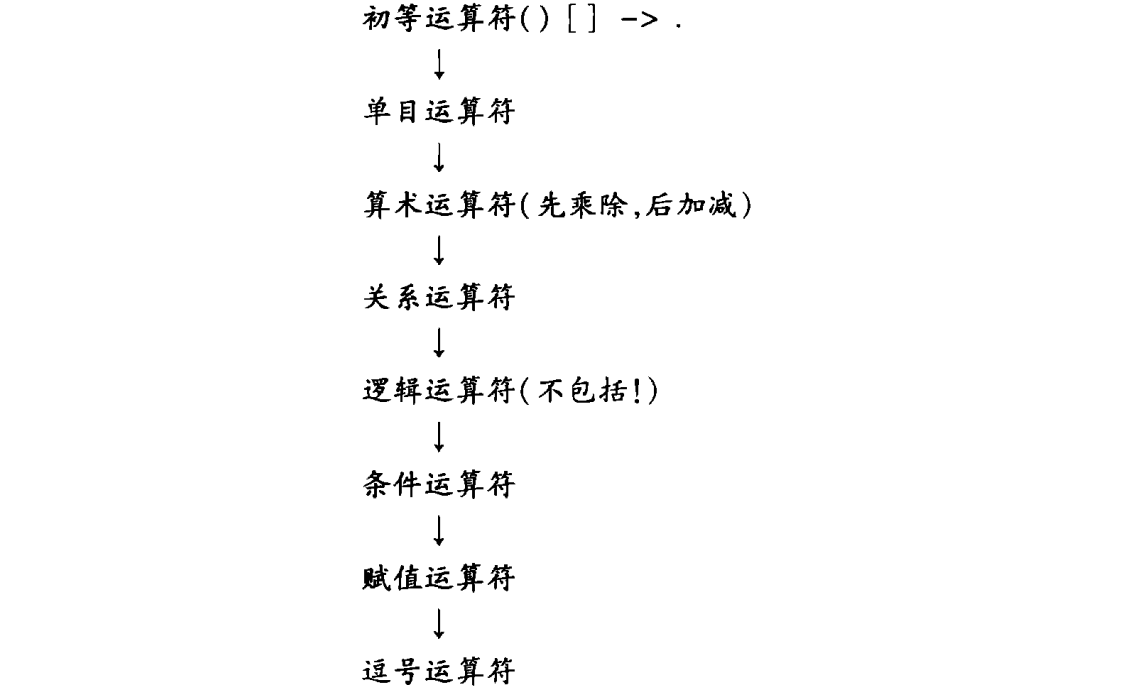 初等运算符() [] -> .
↓
单目运算符
↓
算术运算符(先乘除,后加减)
↓
关系运算符
↓
逻辑运算符(不包括!)
↓
条件运算符
↓
赋值运算符
↓
逗号运算符